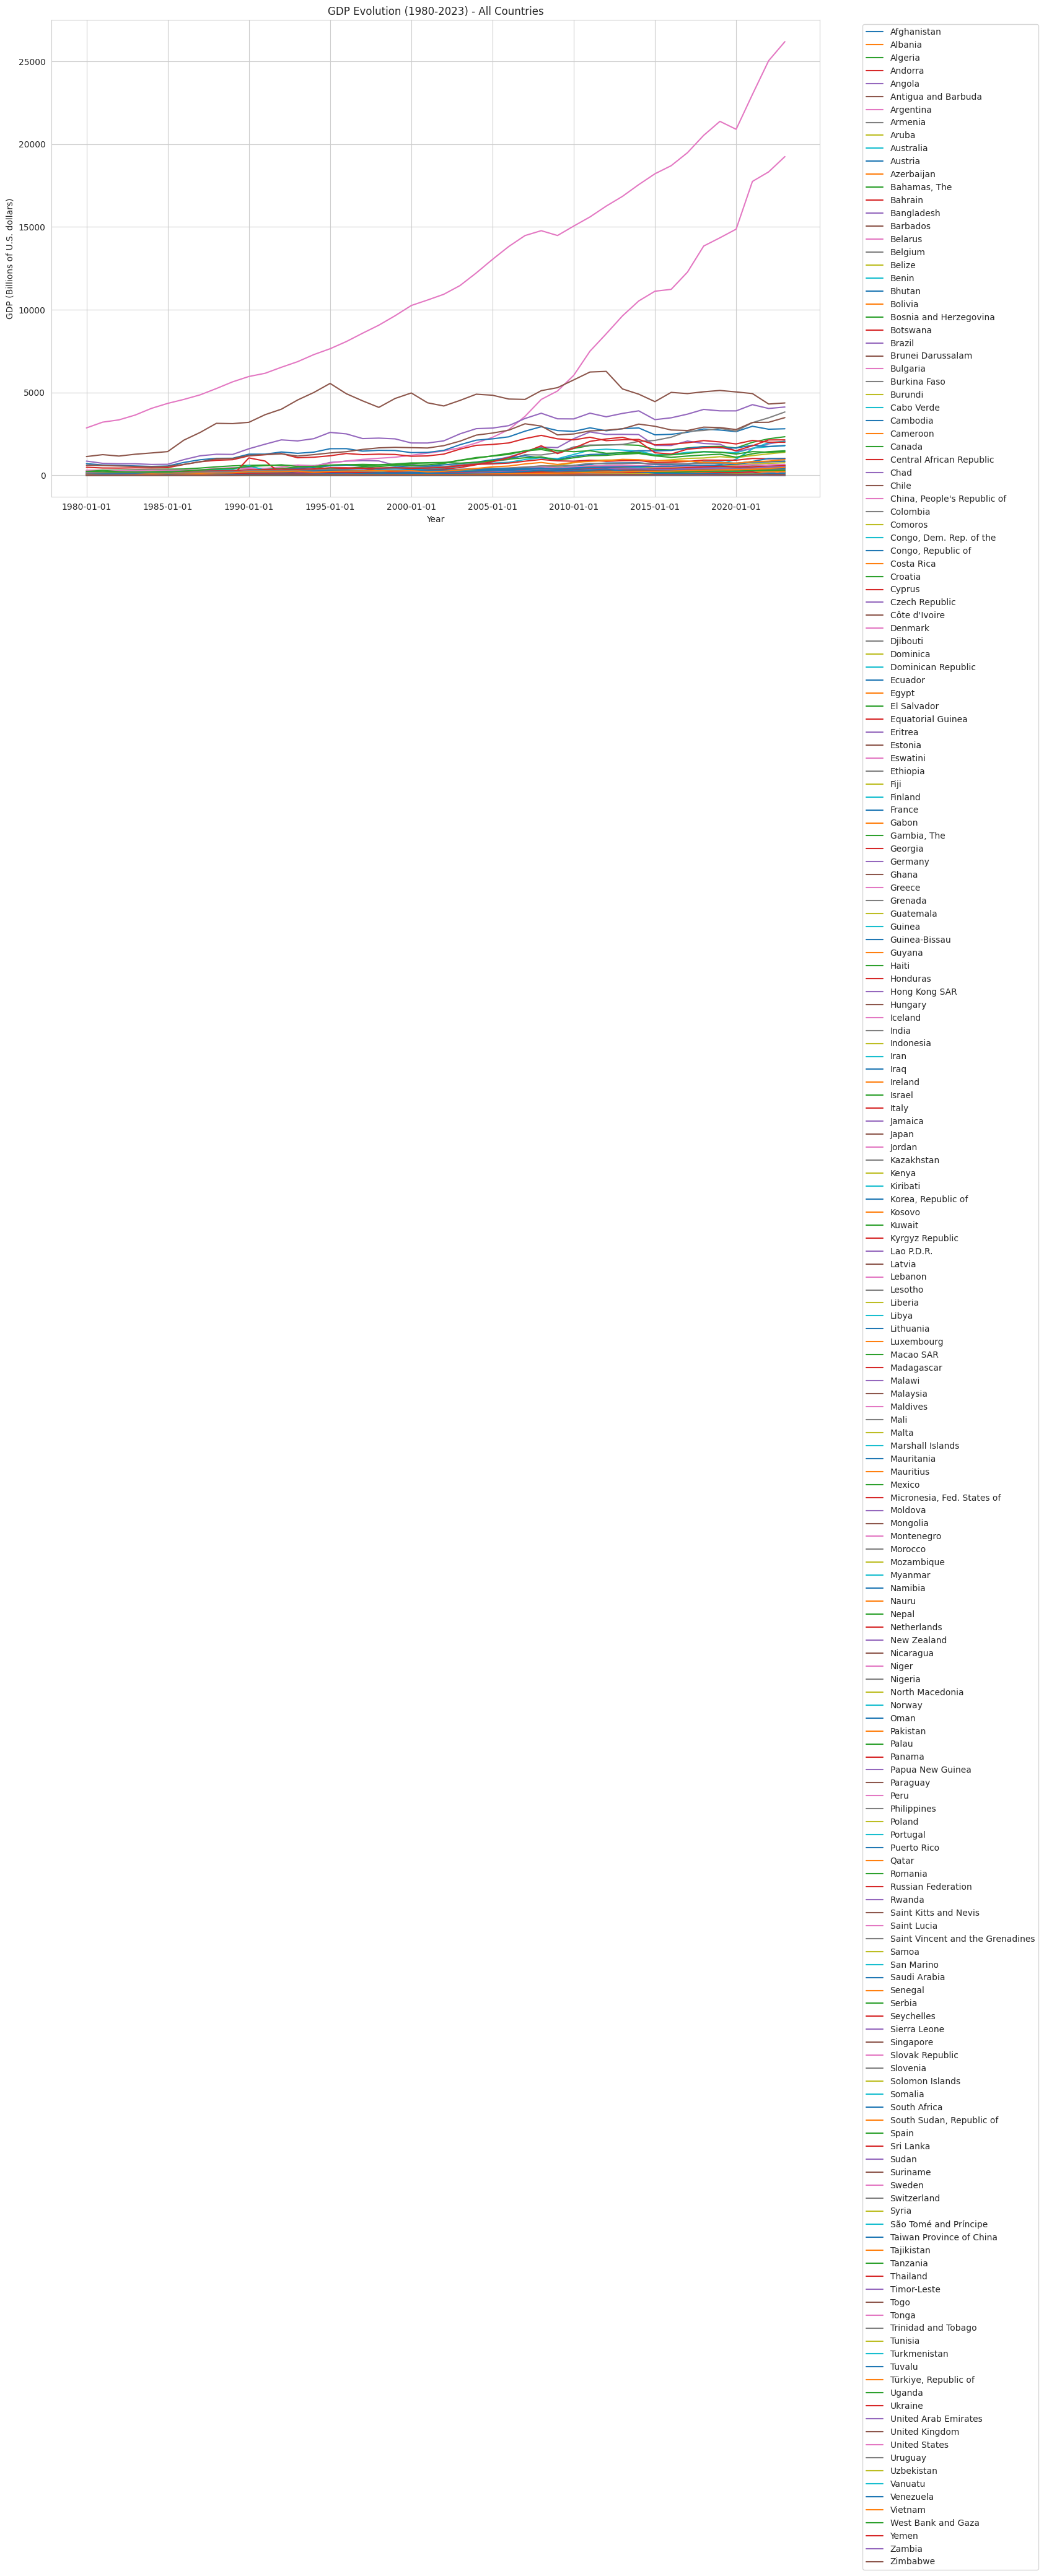 GDP Evolution (1980-2023) - All Countries
GDP (Billions of U.S. dollars)
25000
20000
15000
10000
5000
0
1980-01-01 1985-01-01 1990-01-01 1995-01-01 2000-01-01 2005-01-01 2010-01-01 2015-01-01 2020-01-01
Year
Afghanistan
Albania
Algeria
Andorra
Angola
Antigua and Barbuda
Argentina
Armenia
Aruba
Australia
Austria
Azerbaijan
Bahamas, The
Bahrain
Bangladesh
Barbados
Belarus
Belgium
Belize
Benin
Bhutan
Bolivia
Bosnia and Herzegovina
Botswana
Brazil
Brunei Darussalam
Bulgaria
Burkina Faso
Burundi
Cabo Verde
Cambodia
Cameroon
Canada
Central African Republic
Chad
Chile
China, People's Republic of
Colombia
Comoros
Congo, Dem. Rep. of the
Congo, Republic of
Costa Rica
Croatia
Cyprus
Czech Republic
Côte d'Ivoire
Denmark
Djibouti
Dominica
Dominican Republic
Ecuador
Egypt
El Salvador
Equatorial Guinea
Eritrea
Estonia
Eswatini
Ethiopia
Fiji
Finland
France
Gabon
Gambia, The
Georgia
Germany
Ghana
Greece
Grenada
Guatemala
Guinea
Guinea-Bissau
Guyana
Haiti
Honduras
Hong Kong SAR
Hungary
Iceland
India
Indonesia
Iran
Iraq
Ireland
Israel
Italy
Jamaica
Japan
Jordan
Kazakhstan
Kenya
Kiribati
Korea, Republic of
Kosovo
Kuwait
Kyrgyz Republic
Lao P.D.R.
Latvia
Lebanon
Lesotho
Liberia
Libya
Lithuania
Luxembourg
Macao SAR
Madagascar
Malawi
Malaysia
Maldives
Mali
Malta
Marshall Islands
Mauritania
Mauritius
Mexico
Micronesia, Fed. States of
Moldova
Mongolia
Montenegro
Morocco
Mozambique
Myanmar
Namibia
Nauru
Nepal
Netherlands
New Zealand
Nicaragua
Niger
Nigeria
North Macedonia
Norway
Oman
Pakistan
Palau
Panama
Papua New Guinea
Paraguay
Peru
Philippines
Poland
Portugal
Puerto Rico
Qatar
Romania
Russian Federation
Rwanda
Saint Kitts and Nevis
Saint Lucia
Saint Vincent and the Grenadines
Samoa
San Marino
Saudi Arabia
Senegal
Serbia
Seychelles
Sierra Leone
Singapore
Slovak Republic
Slovenia
Solomon Islands
Somalia
South Africa
South Sudan, Republic of
Spain
Sri Lanka
Sudan
Suriname
Sweden
Switzerland
Syria
São Tomé and Príncipe
Taiwan Province of China
Tajikistan
Tanzania
Thailand
Timor-Leste
Togo
Tonga
Trinidad and Tobago
Tunisia
Turkmenistan
Tuvalu
Türkiye, Republic of
Uganda
Ukraine
United Arab Emirates
United Kingdom
United States
Uruguay
Uzbekistan
Vanuatu
Venezuela
Vietnam
West Bank and Gaza
Yemen
Zambia
Zimbabwe